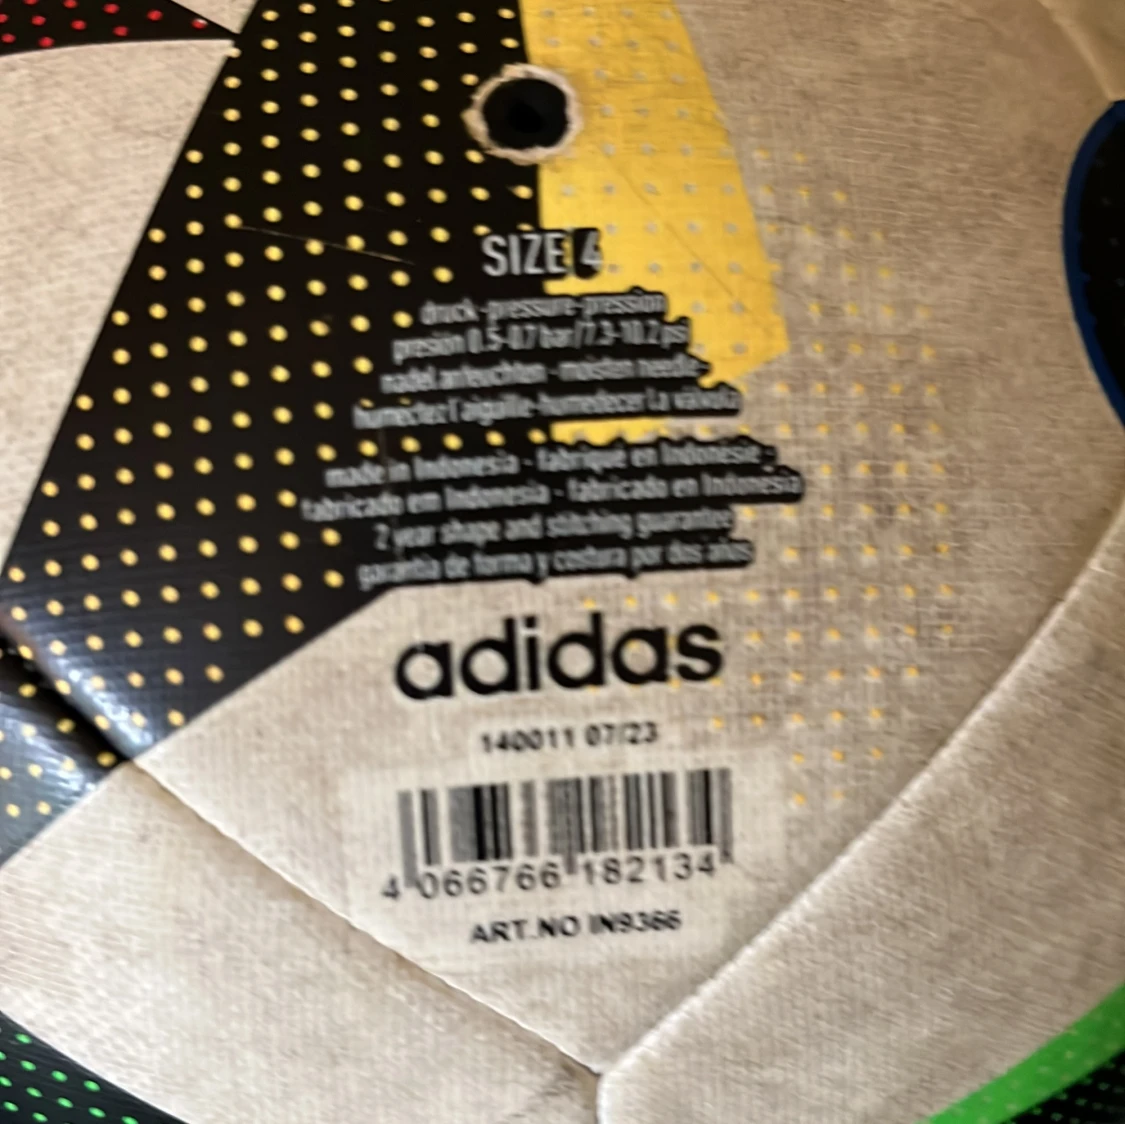 SIZE 4
druck-pressure-pression
presion 0.5-0.7 bar/7.3-10.2 psi
nadel anfeuchten - moisten needle-
humectez l'aiguille-humedecer La válvula
made in Indonesia - fabriqué en Indonésie -
fabricado em Indonesia - fabricado en Indonesia
2 year shape and stitching guarantee
garantía de forma y costura por dos años
adidas
140011 07/23
4 066766 182134
ART.NO IN9366